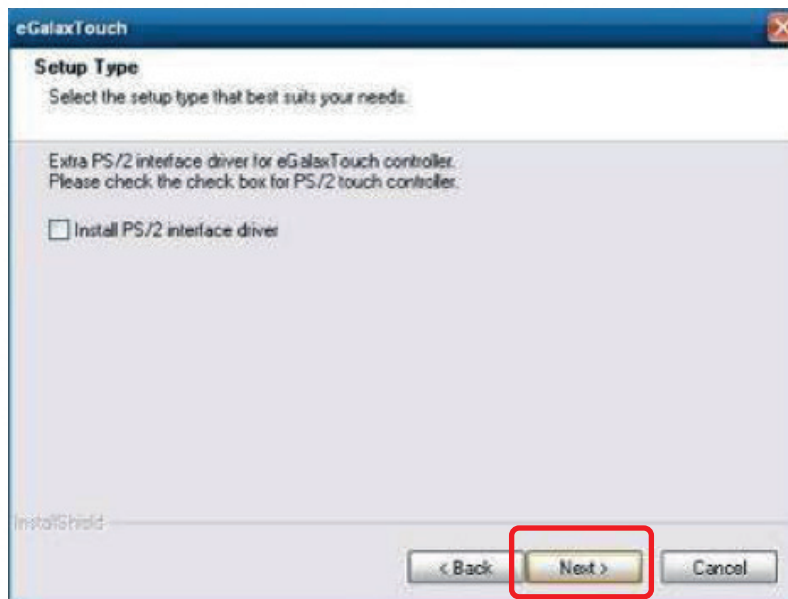 eGalaxTouch
Setup Type
Select the setup type that best suits your needs.
Extra PS/2 interface driver for eGalaxTouch controller.
Please check the check box for PS/2 touch controller.
Install PS/2 interface driver
InstallShield
< Back
Next >
Cancel